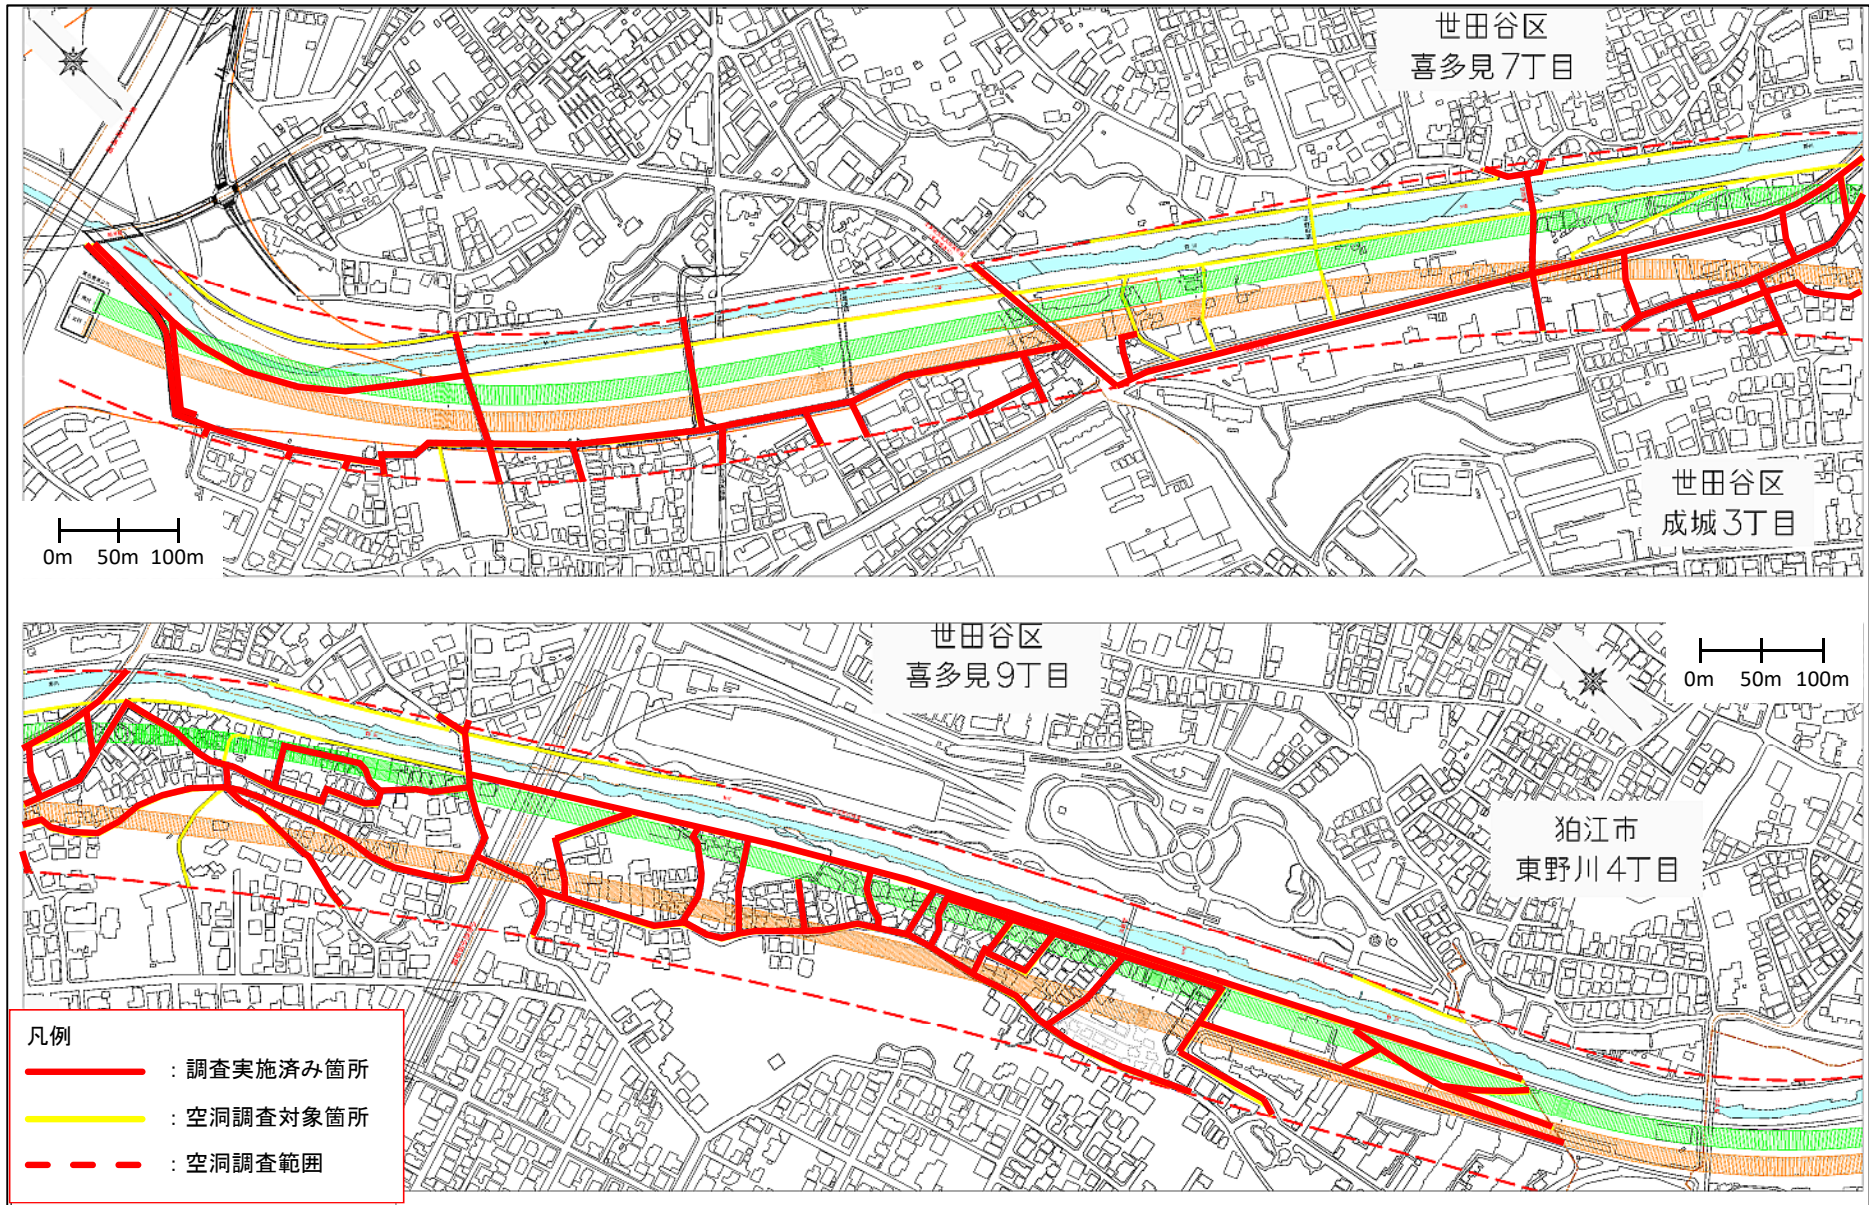 世田谷区
喜多見7丁目
世田谷区
成城3丁目
0m 50m 100m
世田谷区
喜多見9丁目
0m 50m 100m
狛江市
東野川4丁目
凡例
：調査実施済み箇所
：空洞調査対象箇所
：空洞調査範囲